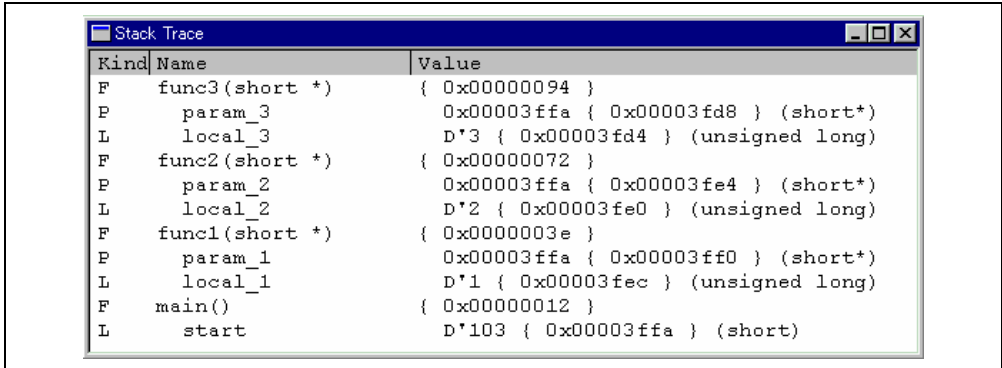 Stack Trace
Kind Name Value
F func3(short *) { 0x00000094 }
P param_3 0x00003ffa { 0x00003fd8 } (short*)
L local_3 D'3 { 0x00003fd4 } (unsigned long)
F func2(short *) { 0x00000072 }
P param_2 0x00003ffa { 0x00003fe4 } (short*)
L local_2 D'2 { 0x00003fe0 } (unsigned long)
F func1(short *) { 0x0000003e }
P param_1 0x00003ffa { 0x00003ff0 } (short*)
L local_1 D'1 { 0x00003fec } (unsigned long)
F main() { 0x00000012 }
L start D'103 { 0x00003ffa } (short)